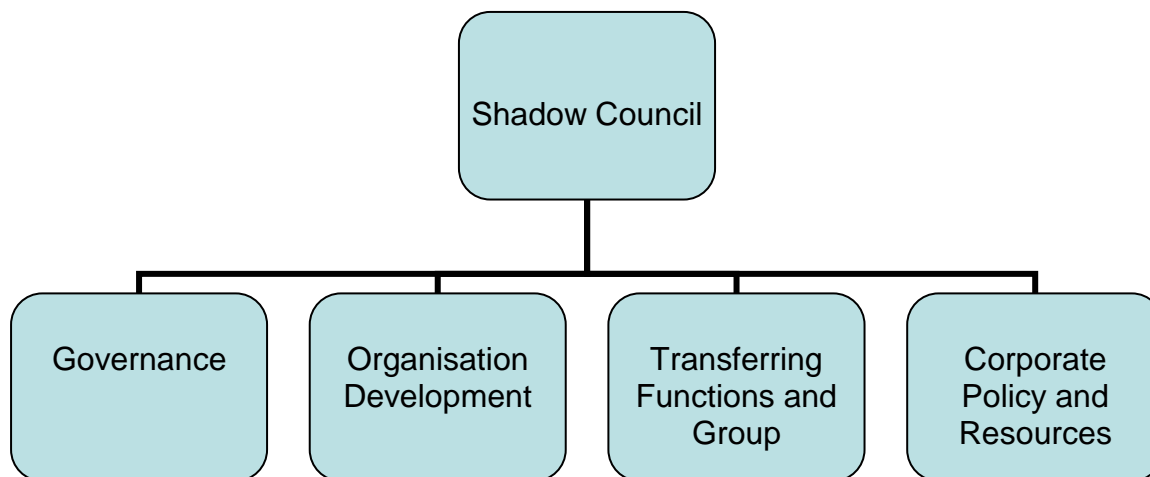 Shadow Council
Governance
Organisation
Development
Transferring
Functions and
Group
Corporate
Policy and
Resources